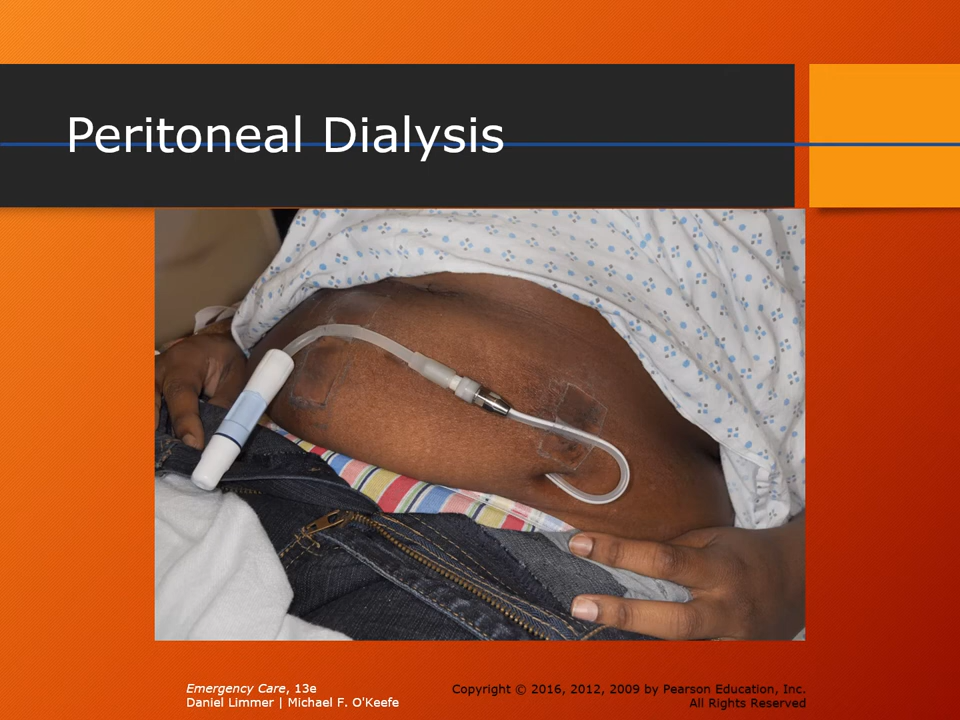 Peritoneal Dialysis
Emergency Care, 13e
Daniel Limmer | Michael F. O'Keefe
Copyright © 2016, 2012, 2009 by Pearson Education, Inc.
All Rights Reserved